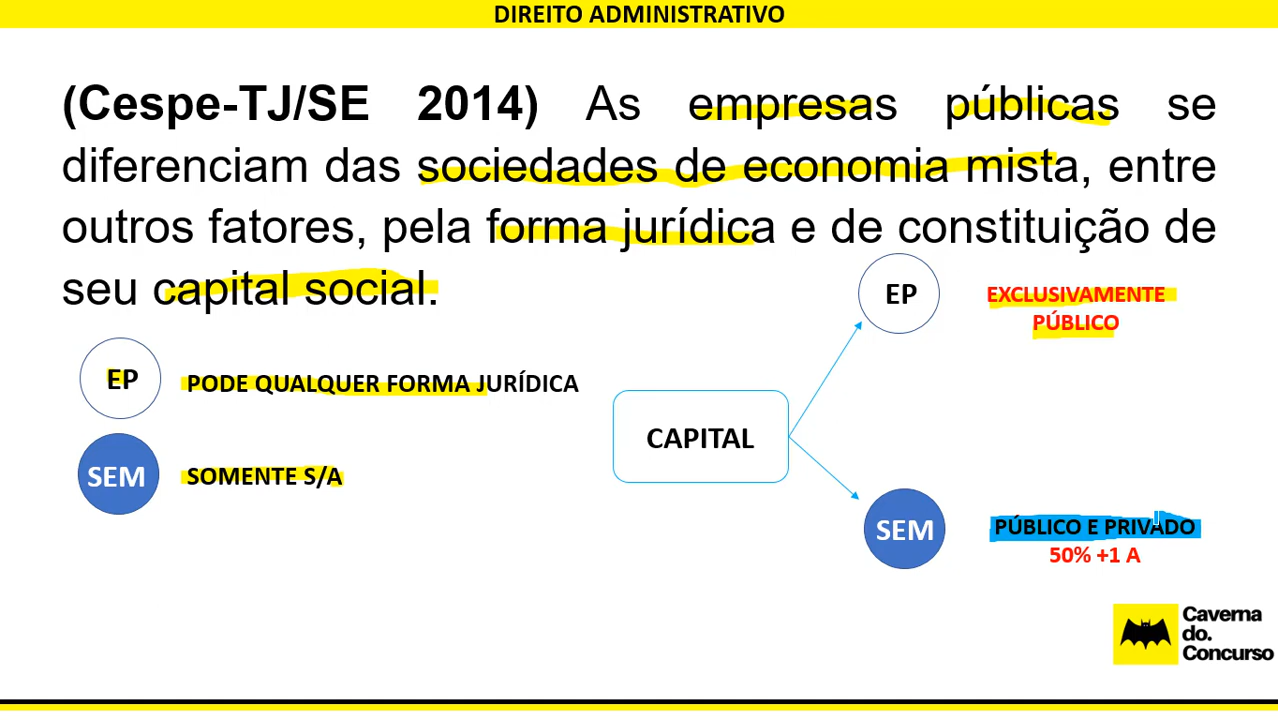 DIREITO ADMINISTRATIVO
(Cespe-TJ/SE 2014) As empresas públicas se
diferenciam das sociedades de economia mista, entre
outros fatores, pela forma jurídica e de constituição de
seu capital social.
EP
EXCLUSIVAMENTE
PÚBLICO
EP
PODE QUALQUER FORMA JURÍDICA
CAPITAL
SEM
SOMENTE S/A
SEM
PÚBLICO E PRIVADO
50% +1 A
Caverna
do.
Concurso